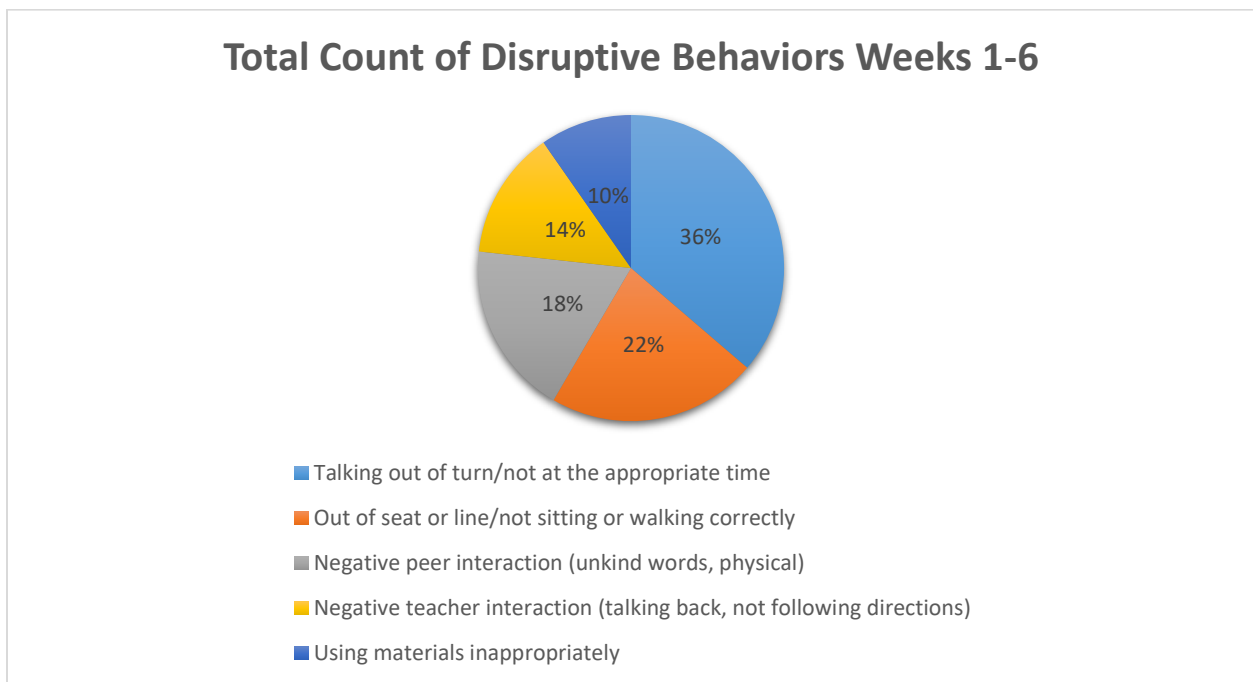 Total Count of Disruptive Behaviors Weeks 1-6
10%
36%
14%
18%
22%
Talking out of turn/not at the appropriate time
Out of seat or line/not sitting or walking correctly
Negative peer interaction (unkind words, physical)
Negative teacher interaction (talking back, not following directions)
Using materials inappropriately